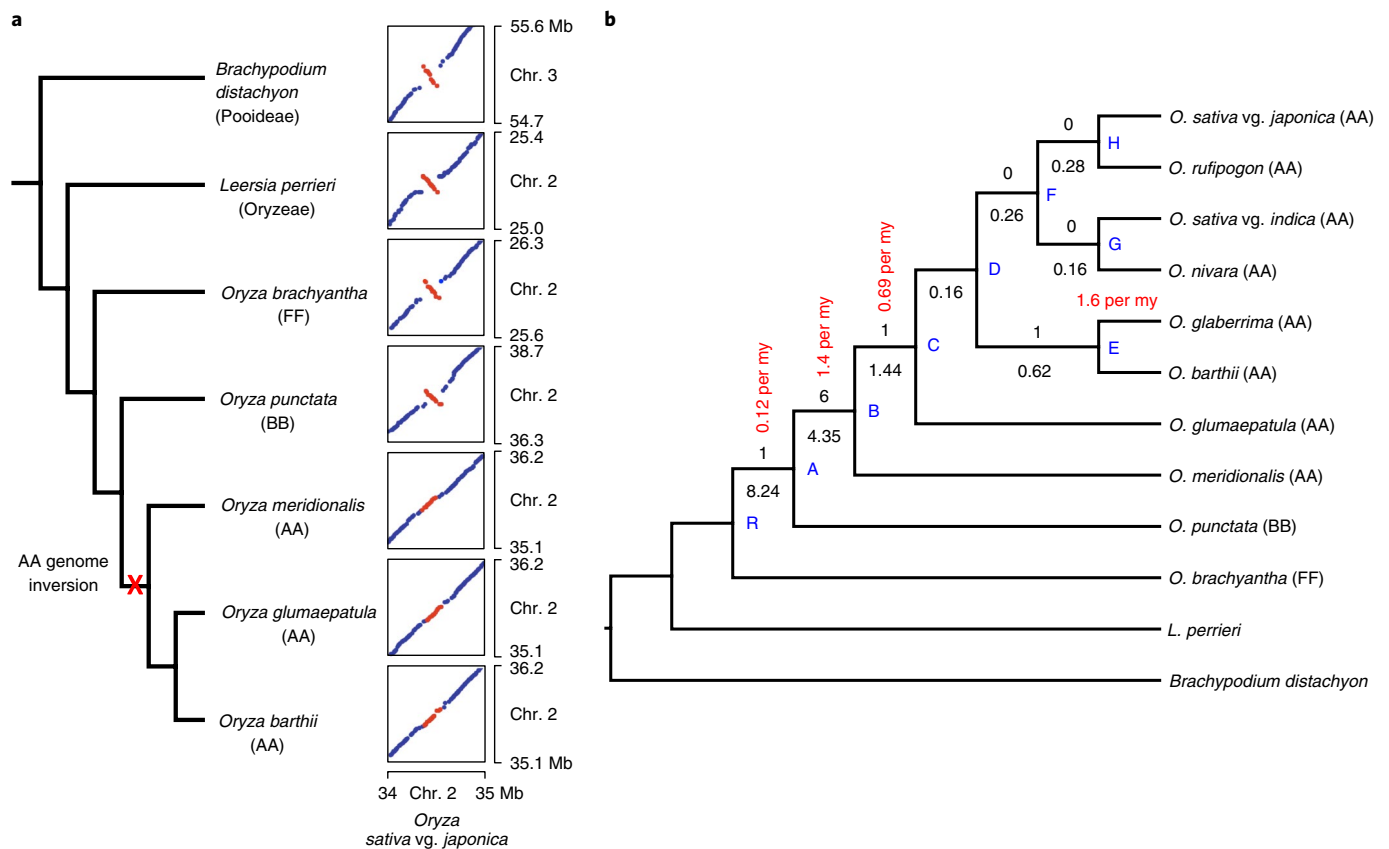 a
Brachypodium
distachyon
(Pooideae)
55.6 Mb
Chr. 3
54.7
Leersia perrieri
(Oryzeae)
25.4
Chr. 2
25.0
Oryza brachyantha
(FF)
26.3
Chr. 2
25.6
Oryza punctata
(BB)
38.7
Chr. 2
36.3
Oryza meridionalis
(AA)
36.2
Chr. 2
35.1
AA genome
inversion
X
Oryza glumaepatula
(AA)
36.2
Chr. 2
35.1
Oryza barthii
(AA)
36.2
Chr. 2
35.1 Mb
34 Chr. 2 35 Mb
Oryza
sativa vg. japonica
b
O. sativa vg. japonica (AA)
0
H
0.28
O. rufipogon (AA)
0
F
0.26
O. sativa vg. indica (AA)
0
G
0.16
O. nivara (AA)
D
0.16
1.6 per my
O. glaberrima (AA)
1
E
0.62
O. barthii (AA)
0.69 per my
1
C
1.44
O. glumaepatula (AA)
1.4 per my
6
B
4.35
O. meridionalis (AA)
0.12 per my
1
A
8.24
O. punctata (BB)
R
O. brachyantha (FF)
L. perrieri
Brachypodium distachyon